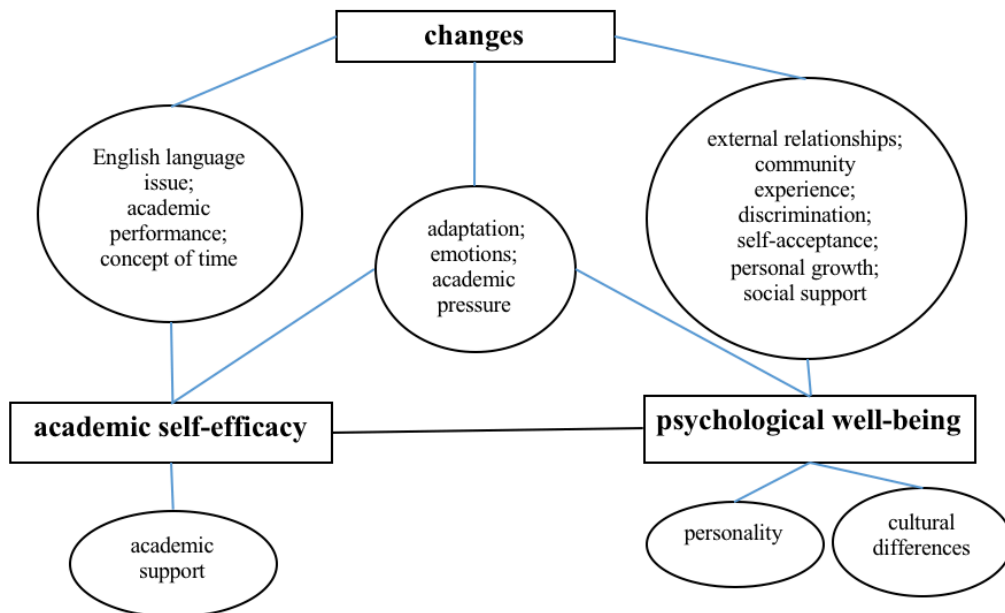 changes
English language
issue;
academic
performance;
concept of time
adaptation;
emotions;
academic
pressure
external relationships;
community
experience;
discrimination;
self-acceptance;
personal growth;
social support
academic self-efficacy
psychological well-being
academic
support
personality
cultural
differences